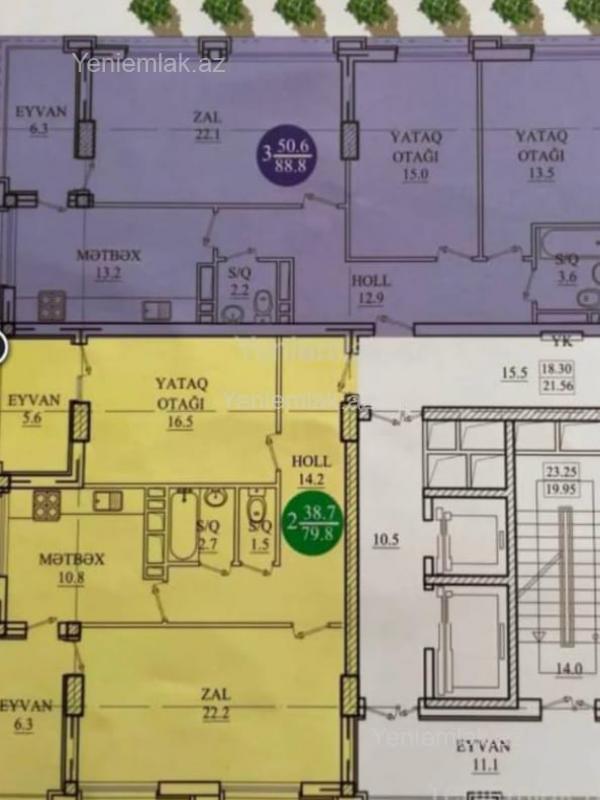 Yeniemlak.az
EYVAN
6.3
ZAL
22.1
3 50.6
88.8
YATAQ
OTAĞI
15.0
YATAQ
OTAĞI
13.5
MƏTBƏX
13.2
S/Q
2.2
HOLL
12.9
S/Q
3.6
YK
15.5
18.30
21.56
EYVAN
5.6
YATAQ
OTAĞI
16.5
Yeniemlak.az
HOLL
14.2
2 38.7
79.8
23.25
19.95
MƏTBƏX
10.8
S/Q
2.7
S/Q
1.5
10.5
14.0
EYVAN
6.3
ZAL
22.2
Yeniemlak.az
EYVAN
11.1